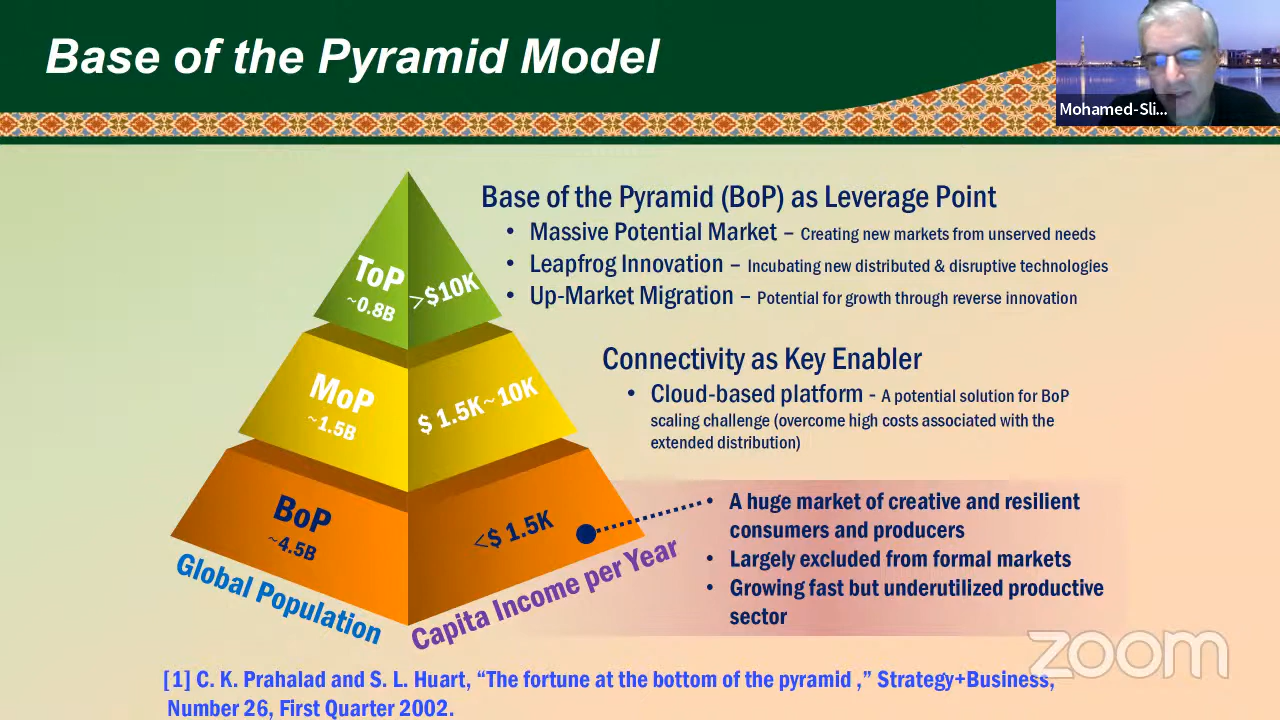 Base of the Pyramid Model
Mohamed-Sli...
Base of the Pyramid (BoP) as Leverage Point
• Massive Potential Market – Creating new markets from unserved needs
• Leapfrog Innovation – Incubating new distributed & disruptive technologies
• Up-Market Migration – Potential for growth through reverse innovation
ToP
~0.8B
>$10K
Connectivity as Key Enabler
• Cloud-based platform - A potential solution for BoP
scaling challenge (overcome high costs associated with the
extended distribution)
MoP
~1.5B
$ 1.5K~10K
BoP
~4.5B
<$ 1.5K
• A huge market of creative and resilient
consumers and producers
• Largely excluded from formal markets
• Growing fast but underutilized productive
sector
Global Population
Capita Income per Year
zoom
[1] C. K. Prahalad and S. L. Huart, “The fortune at the bottom of the pyramid ,” Strategy+Business,
Number 26, First Quarter 2002.